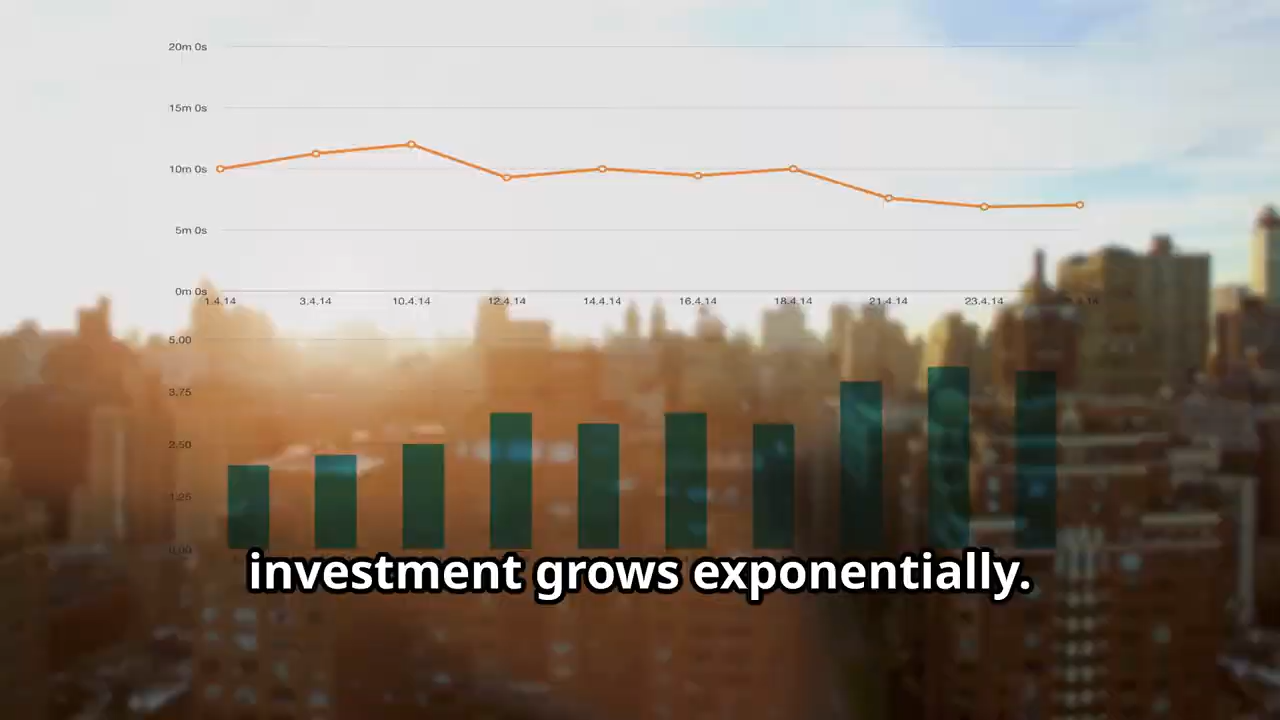 20m 0s
15m 0s
10m 0s
5m 0s
0m 0s
1.4.14 3.4.14 10.4.14 12.4.14 14.4.14 16.4.14 18.4.14 21.4.14 23.4.14
5,00
3,75
2,50
1,25
0,00
investment grows exponentially.